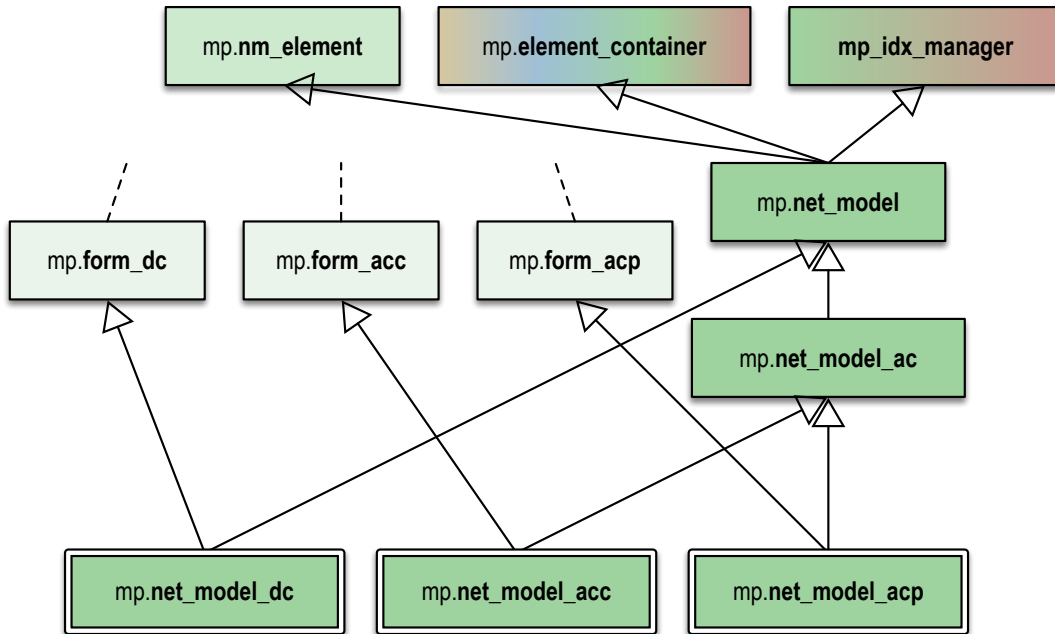 mp.nm_element
mp.element_container
mp_idx_manager
mp.net_model
mp.form_dc
mp.form_acc
mp.form_acp
mp.net_model_ac
mp.net_model_dc
mp.net_model_acc
mp.net_model_acp